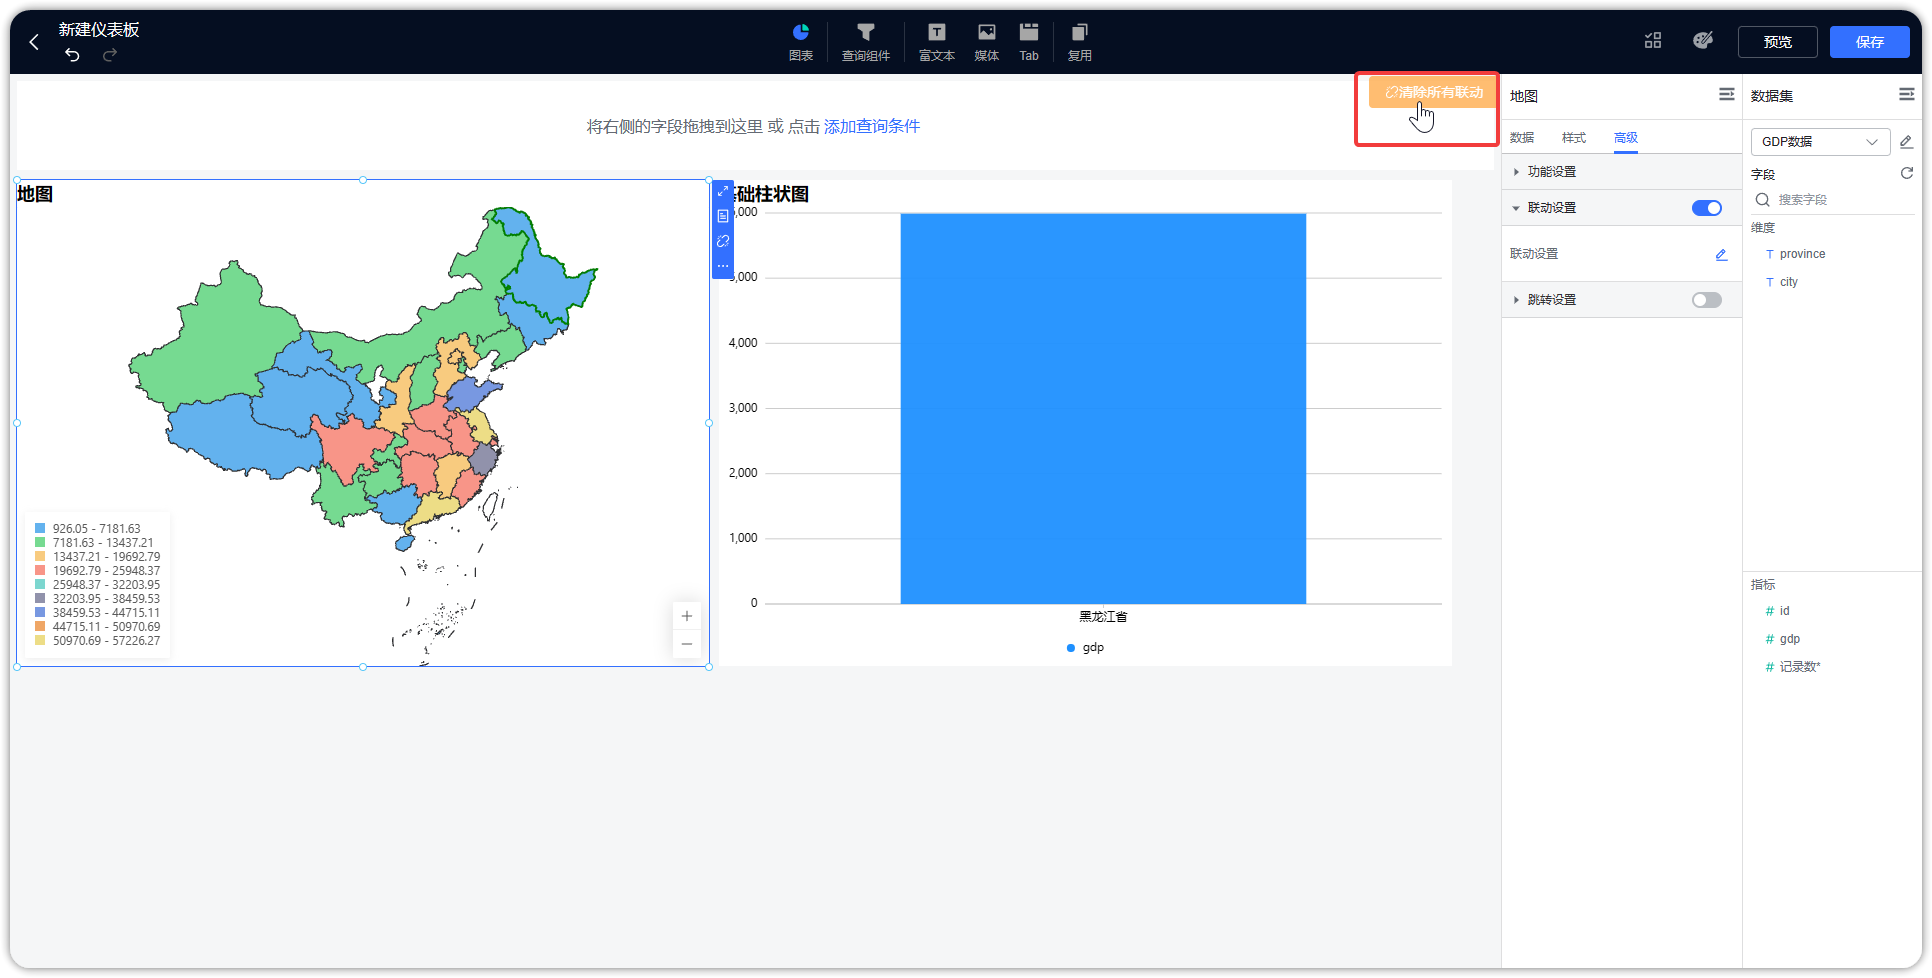 新建仪表板
图表
查询组件
富文本
媒体
Tab
复用
预览
保存
清除所有联动
将右侧的字段拖拽到这里 或 点击 添加查询条件
地图
926.05 - 7181.63
7181.63 - 13437.21
13437.21 - 19692.79
19692.79 - 25948.37
25948.37 - 32203.95
32203.95 - 38459.53
38459.53 - 44715.11
44715.11 - 50970.69
50970.69 - 57226.27
基础柱状图
,000
,000
4,000
3,000
2,000
1,000
0
黑龙江省
gdp
地图
数据
样式
高级
功能设置
联动设置
联动设置
跳转设置
数据集
GDP数据
字段
搜索字段
维度
T province
T city
指标
# id
# gdp
# 记录数*